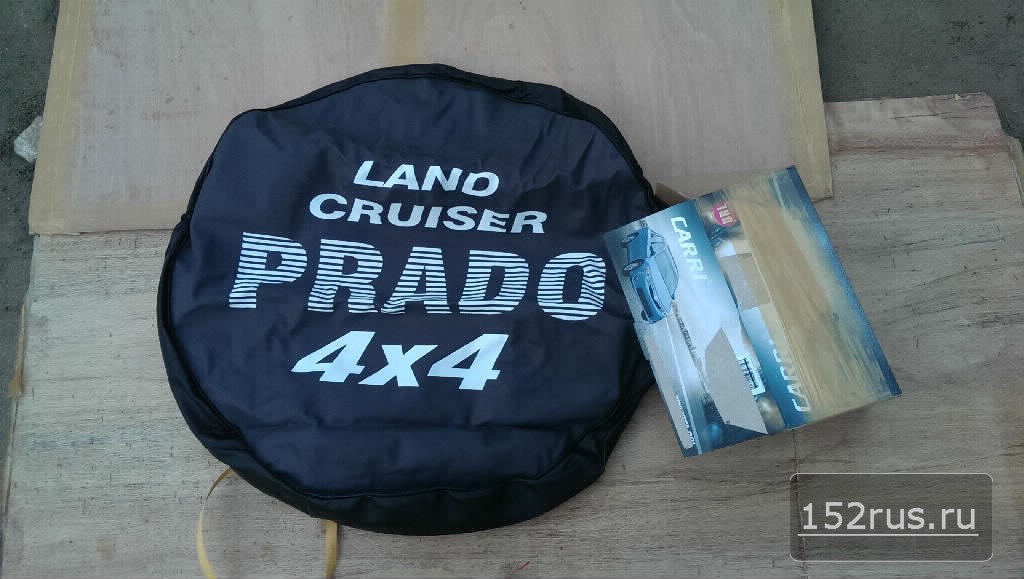 LAND
CRUISER
PRADO
4x4
CARRI
152rus.ru